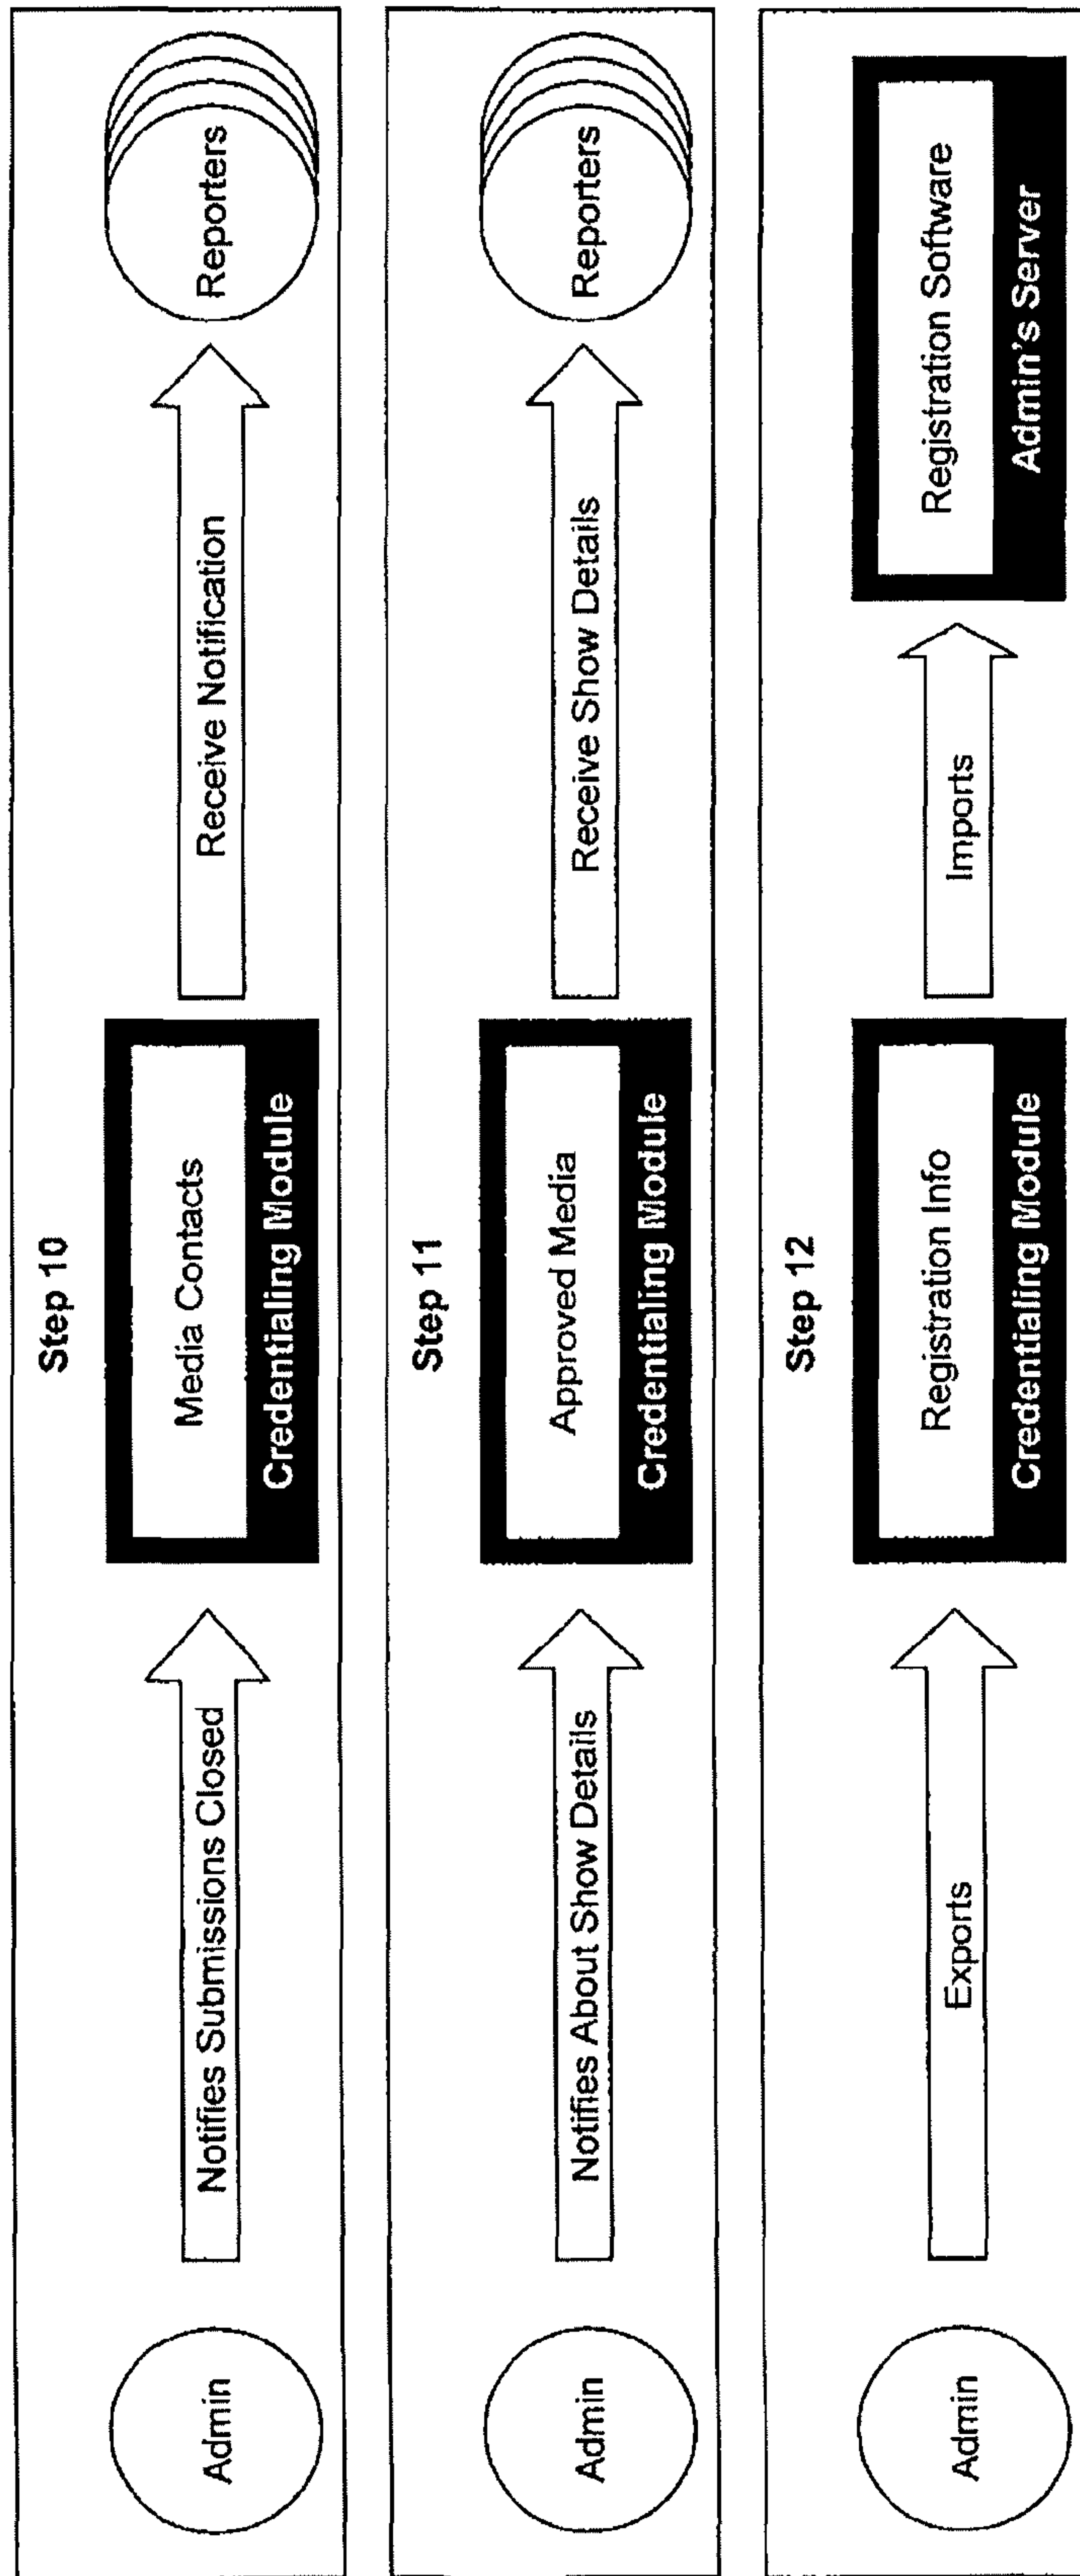 Step 10
Admin
Notifies Submissions Closed
Media Contacts
Credentialing Module
Receive Notification
Reporters
Step 11
Admin
Notifies About Show Details
Approved Media
Credentialing Module
Receive Show Details
Reporters
Step 12
Admin
Exports
Registration Info
Credentialing Module
Imports
Registration Software
Admin's Server